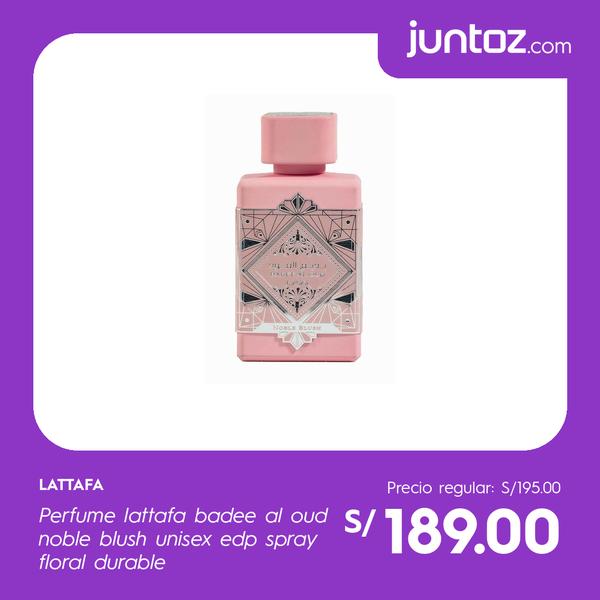 juntoz.com
NOBLE BLUSH
LATTAFA
Perfume lattafa badee al oud
noble blush unisex edp spray
floral durable
Precio regular: S/195.00
S/189.00